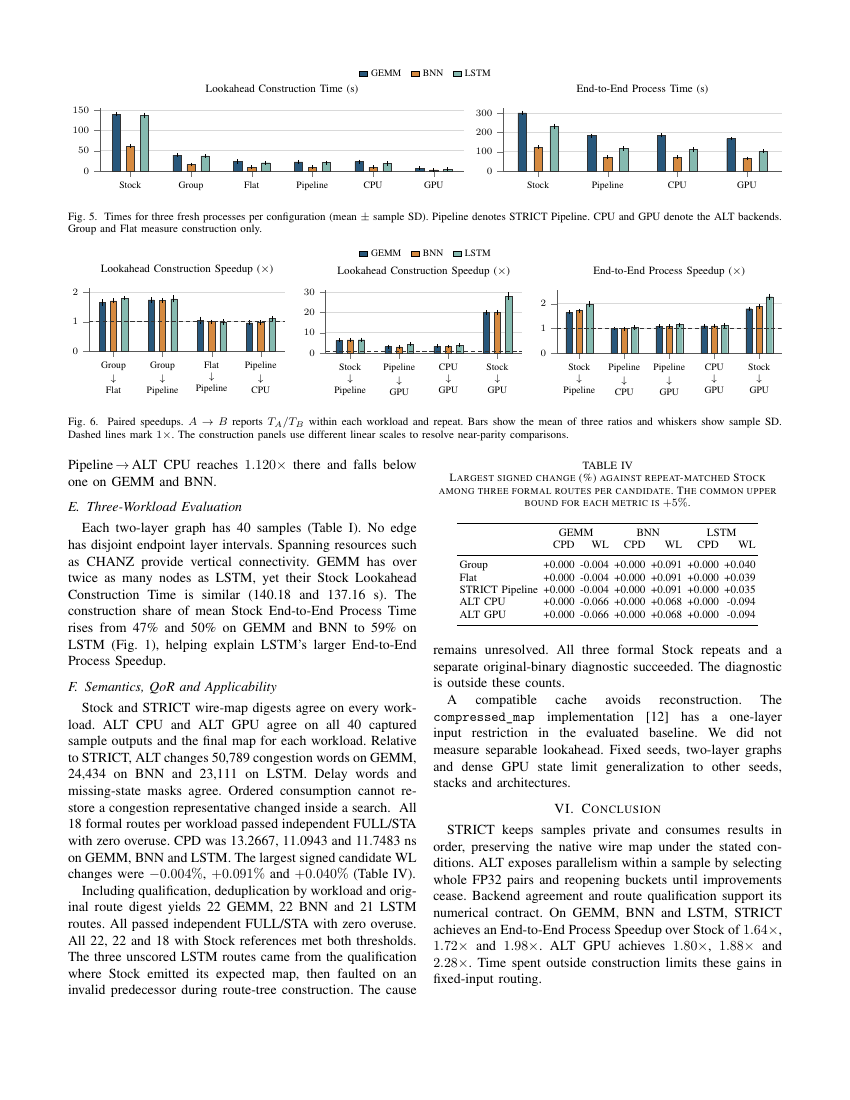 GEMM BNN LSTM
Lookahead Construction Time (s)
150
100
50
0
Stock Group Flat Pipeline CPU GPU
End-to-End Process Time (s)
300
200
100
0
Stock Pipeline CPU GPU
Fig. 5. Times for three fresh processes per configuration (mean ± sample SD). Pipeline denotes STRICT Pipeline. CPU and GPU denote the ALT backends.
Group and Flat measure construction only.
GEMM BNN LSTM
Lookahead Construction Speedup (×)
2
1
0
Group ↓ Flat
Group ↓ Pipeline
Flat ↓ Pipeline
Pipeline ↓ CPU
Lookahead Construction Speedup (×)
30
20
10
0
Stock ↓ Pipeline
Pipeline ↓ GPU
CPU ↓ GPU
Stock ↓ GPU
End-to-End Process Speedup (×)
2
1
0
Stock ↓ Pipeline
Pipeline ↓ CPU
Pipeline ↓ GPU
CPU ↓ GPU
Stock ↓ GPU
Fig. 6. Paired speedups. A → B reports T_A/T_B within each workload and repeat. Bars show the mean of three ratios and whiskers show sample SD.
Dashed lines mark 1×. The construction panels use different linear scales to resolve near-parity comparisons.
Pipeline → ALT CPU reaches 1.120× there and falls below
one on GEMM and BNN.
E. Three-Workload Evaluation
Each two-layer graph has 40 samples (Table I). No edge
has disjoint endpoint layer intervals. Spanning resources such
as CHANZ provide vertical connectivity. GEMM has over
twice as many nodes as LSTM, yet their Stock Lookahead
Construction Time is similar (140.18 and 137.16 s). The
construction share of mean Stock End-to-End Process Time
rises from 47% and 50% on GEMM and BNN to 59% on
LSTM (Fig. 1), helping explain LSTM's larger End-to-End
Process Speedup.
F. Semantics, QoR and Applicability
Stock and STRICT wire-map digests agree on every work-
load. ALT CPU and ALT GPU agree on all 40 captured
sample outputs and the final map for each workload. Relative
to STRICT, ALT changes 50,789 congestion words on GEMM,
24,434 on BNN and 23,111 on LSTM. Delay words and
missing-state masks agree. Ordered consumption cannot re-
store a congestion representative changed inside a search. All
18 formal routes per workload passed independent FULL/STA
with zero overuse. CPD was 13.2667, 11.0943 and 11.7483 ns
on GEMM, BNN and LSTM. The largest signed candidate WL
changes were −0.004%, +0.091% and +0.040% (Table IV).
Including qualification, deduplication by workload and orig-
inal route digest yields 22 GEMM, 22 BNN and 21 LSTM
routes. All passed independent FULL/STA with zero overuse.
All 22, 22 and 18 with Stock references met both thresholds.
The three unscored LSTM routes came from the qualification
where Stock emitted its expected map, then faulted on an
invalid predecessor during route-tree construction. The cause
TABLE IV
LARGEST SIGNED CHANGE (%) AGAINST REPEAT-MATCHED STOCK
AMONG THREE FORMAL ROUTES PER CANDIDATE. THE COMMON UPPER
BOUND FOR EACH METRIC IS +5%.
GEMM BNN LSTM
CPD WL CPD WL CPD WL
Group +0.000 -0.004 +0.000 +0.091 +0.000 +0.040
Flat +0.000 -0.004 +0.000 +0.091 +0.000 +0.039
STRICT Pipeline +0.000 -0.004 +0.000 +0.091 +0.000 +0.035
ALT CPU +0.000 -0.066 +0.000 +0.068 +0.000 -0.094
ALT GPU +0.000 -0.066 +0.000 +0.068 +0.000 -0.094
remains unresolved. All three formal Stock repeats and a
separate original-binary diagnostic succeeded. The diagnostic
is outside these counts.
A compatible cache avoids reconstruction. The
compressed_map implementation [12] has a one-layer
input restriction in the evaluated baseline. We did not
measure separable lookahead. Fixed seeds, two-layer graphs
and dense GPU state limit generalization to other seeds,
stacks and architectures.
VI. CONCLUSION
STRICT keeps samples private and consumes results in
order, preserving the native wire map under the stated con-
ditions. ALT exposes parallelism within a sample by selecting
whole FP32 pairs and reopening buckets until improvements
cease. Backend agreement and route qualification support its
numerical contract. On GEMM, BNN and LSTM, STRICT
achieves an End-to-End Process Speedup over Stock of 1.64×,
1.72× and 1.98×. ALT GPU achieves 1.80×, 1.88× and
2.28×. Time spent outside construction limits these gains in
fixed-input routing.